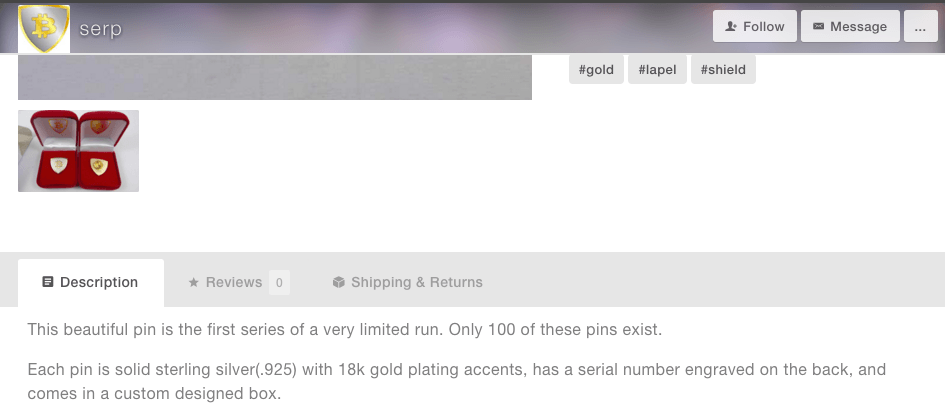 serp
Follow
Message
...
#gold
#lapel
#shield
Description
Reviews
0
Shipping & Returns
This beautiful pin is the first series of a very limited run. Only 100 of these pins exist.
Each pin is solid sterling silver(.925) with 18k gold plating accents, has a serial number engraved on the back, and
comes in a custom designed box.